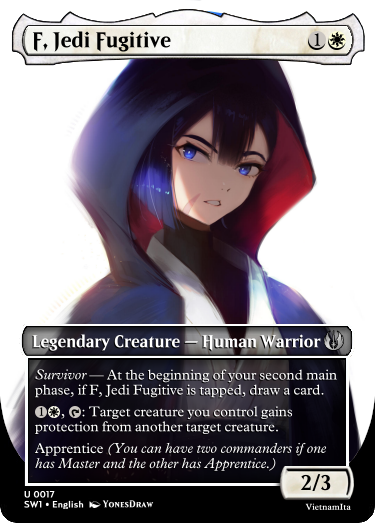 F, Jedi Fugitive 1
Legendary Creature — Human Warrior
Survivor — At the beginning of your second main
phase, if F, Jedi Fugitive is tapped, draw a card.
1, : Target creature you control gains
protection from another target creature.
Apprentice (You can have two commanders if one
has Master and the other has Apprentice.)
2/3
U 0017
SW1 • English YONESDRAW
VietnamIta